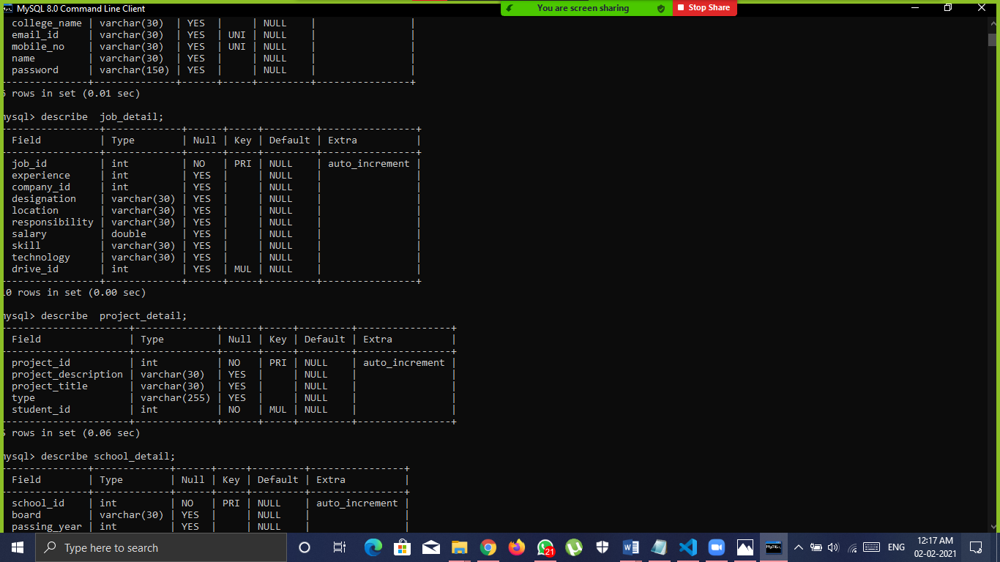 MySQL 8.0 Command Line Client
You are screen sharing
Stop Share
college_name | varchar(30)  | YES  |     | NULL    |                |
email_id     | varchar(30)  | YES  | UNI | NULL    |                |
mobile_no    | varchar(30)  | YES  | UNI | NULL    |                |
name         | varchar(30)  | YES  |     | NULL    |                |
password     | varchar(150) | YES  |     | NULL    |                |
-------------+--------------+------+-----+---------+----------------+
rows in set (0.01 sec)
mysql> describe  job_detail;
---------------+-------------+------+-----+---------+----------------+
Field          | Type        | Null | Key | Default | Extra          |
---------------+-------------+------+-----+---------+----------------+
job_id         | int         | NO   | PRI | NULL    | auto_increment |
experience     | int         | YES  |     | NULL    |                |
company_id     | int         | YES  |     | NULL    |                |
designation    | varchar(30) | YES  |     | NULL    |                |
location       | varchar(30) | YES  |     | NULL    |                |
responsibility | varchar(30) | YES  |     | NULL    |                |
salary         | double      | YES  |     | NULL    |                |
skill          | varchar(30) | YES  |     | NULL    |                |
technology     | varchar(30) | YES  |     | NULL    |                |
drive_id       | int         | YES  | MUL | NULL    |                |
---------------+-------------+------+-----+---------+----------------+
10 rows in set (0.00 sec)
mysql> describe  project_detail;
--------------------+--------------+------+-----+---------+----------------+
Field               | Type         | Null | Key | Default | Extra          |
--------------------+--------------+------+-----+---------+----------------+
project_id          | int          | NO   | PRI | NULL    | auto_increment |
project_description | varchar(30)  | YES  |     | NULL    |                |
project_title       | varchar(30)  | YES  |     | NULL    |                |
type                | varchar(255) | YES  |     | NULL    |                |
student_id          | int          | NO   | MUL | NULL    |                |
--------------------+--------------+------+-----+---------+----------------+
5 rows in set (0.06 sec)
mysql> describe school_detail;
-------------+-------------+------+-----+---------+----------------+
Field        | Type        | Null | Key | Default | Extra          |
-------------+-------------+------+-----+---------+----------------+
school_id    | int         | NO   | PRI | NULL    | auto_increment |
board        | varchar(30) | YES  |     | NULL    |                |
passing_year | int         | YES  |     | NULL    |                |
Type here to search
21
ENG
12:17 AM
02-02-2021